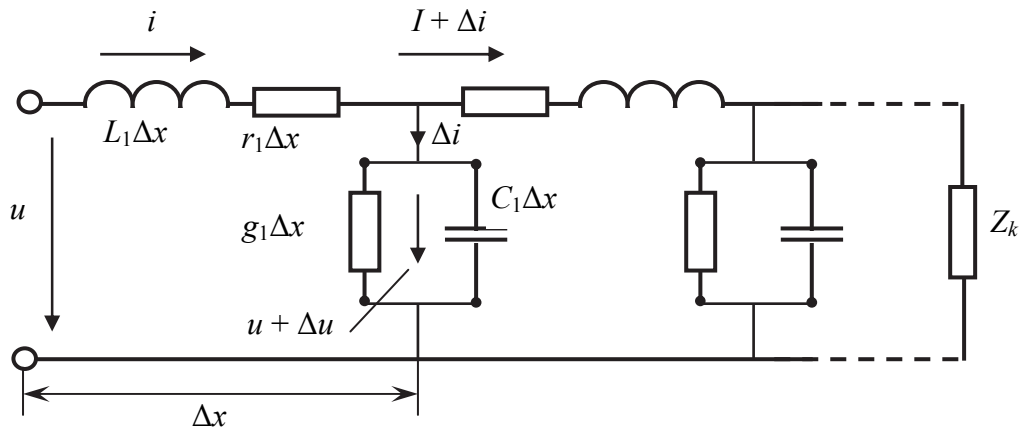 i
I + Δi
L₁Δx
r₁Δx
Δi
u
g₁Δx
C₁Δx
Zₖ
u + Δu
Δx